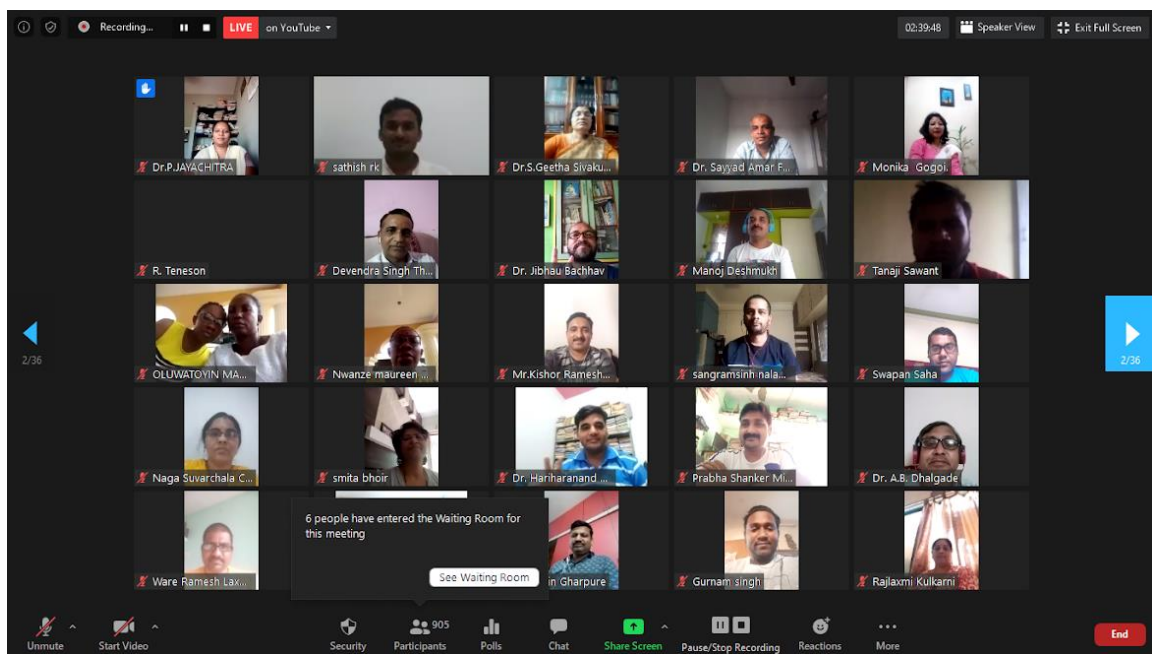 Recording...
LIVE on YouTube
02:39:48
Speaker View
Exit Full Screen
Dr.P.JAYACHITRA
sathish rk
Dr.S.Geetha Sivaku...
Dr. Sayyad Amar F...
Monika Gogoi.
R. Teneson
Devendra Singh Th...
Dr. Jibhau Bachhav
Manoj Deshmukh
Tanaji Sawant
2/36
2/36
OLUWATOYIN MA...
Nwanze maureen ...
Mr.Kishor Ramesh...
sangramsinh nala...
Swapan Saha
Naga Suvarchala C...
smita bhoir
Dr. Hariharanand ...
Prabha Shanker Mi...
Dr. A.B. Dhalgade
6 people have entered the Waiting Room for
this meeting
See Waiting Room
Ware Ramesh Lax...
in Gharpure
Gurnam singh
Rajlaxmi Kulkarni
Unmute
Start Video
Security
905
Participants
Polls
Chat
Share Screen
Pause/Stop Recording
Reactions
More
End